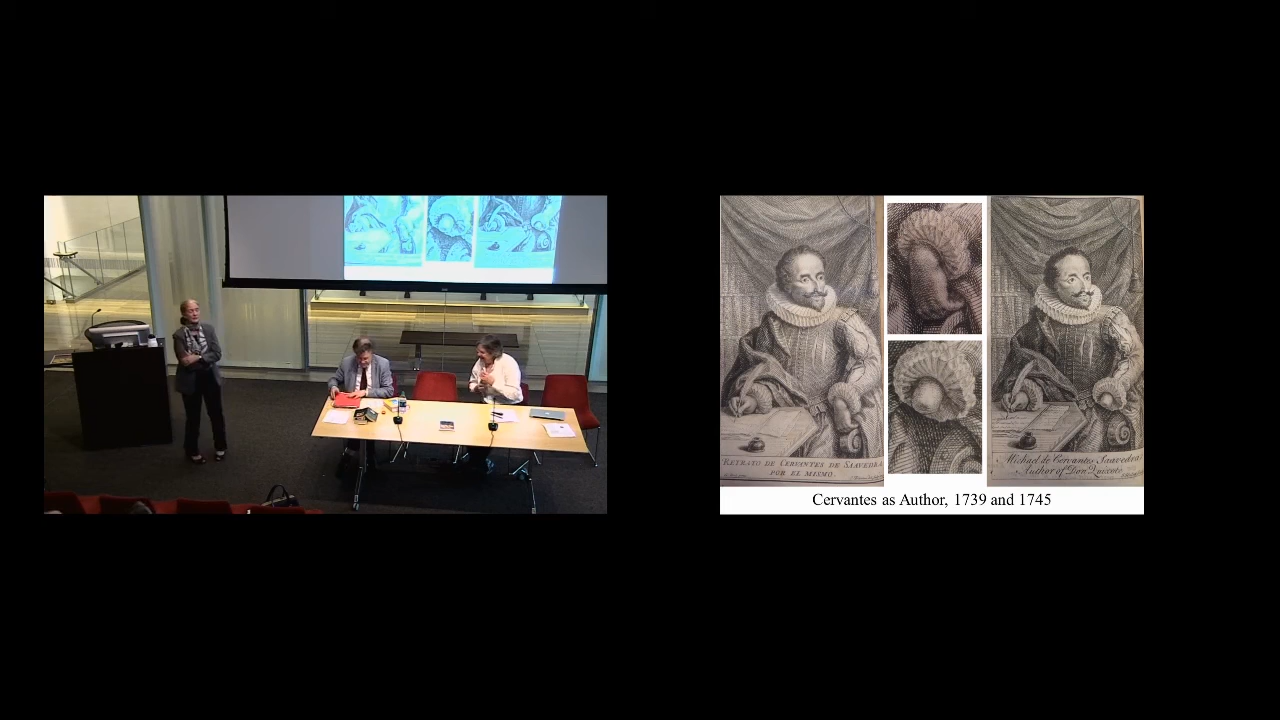 RETRATO DE CERVANTES DE SAAVEDRA
POR EL MISMO.
Michael de Cervantes Saavedra
Author of Don Quixote
Cervantes as Author, 1739 and 1745